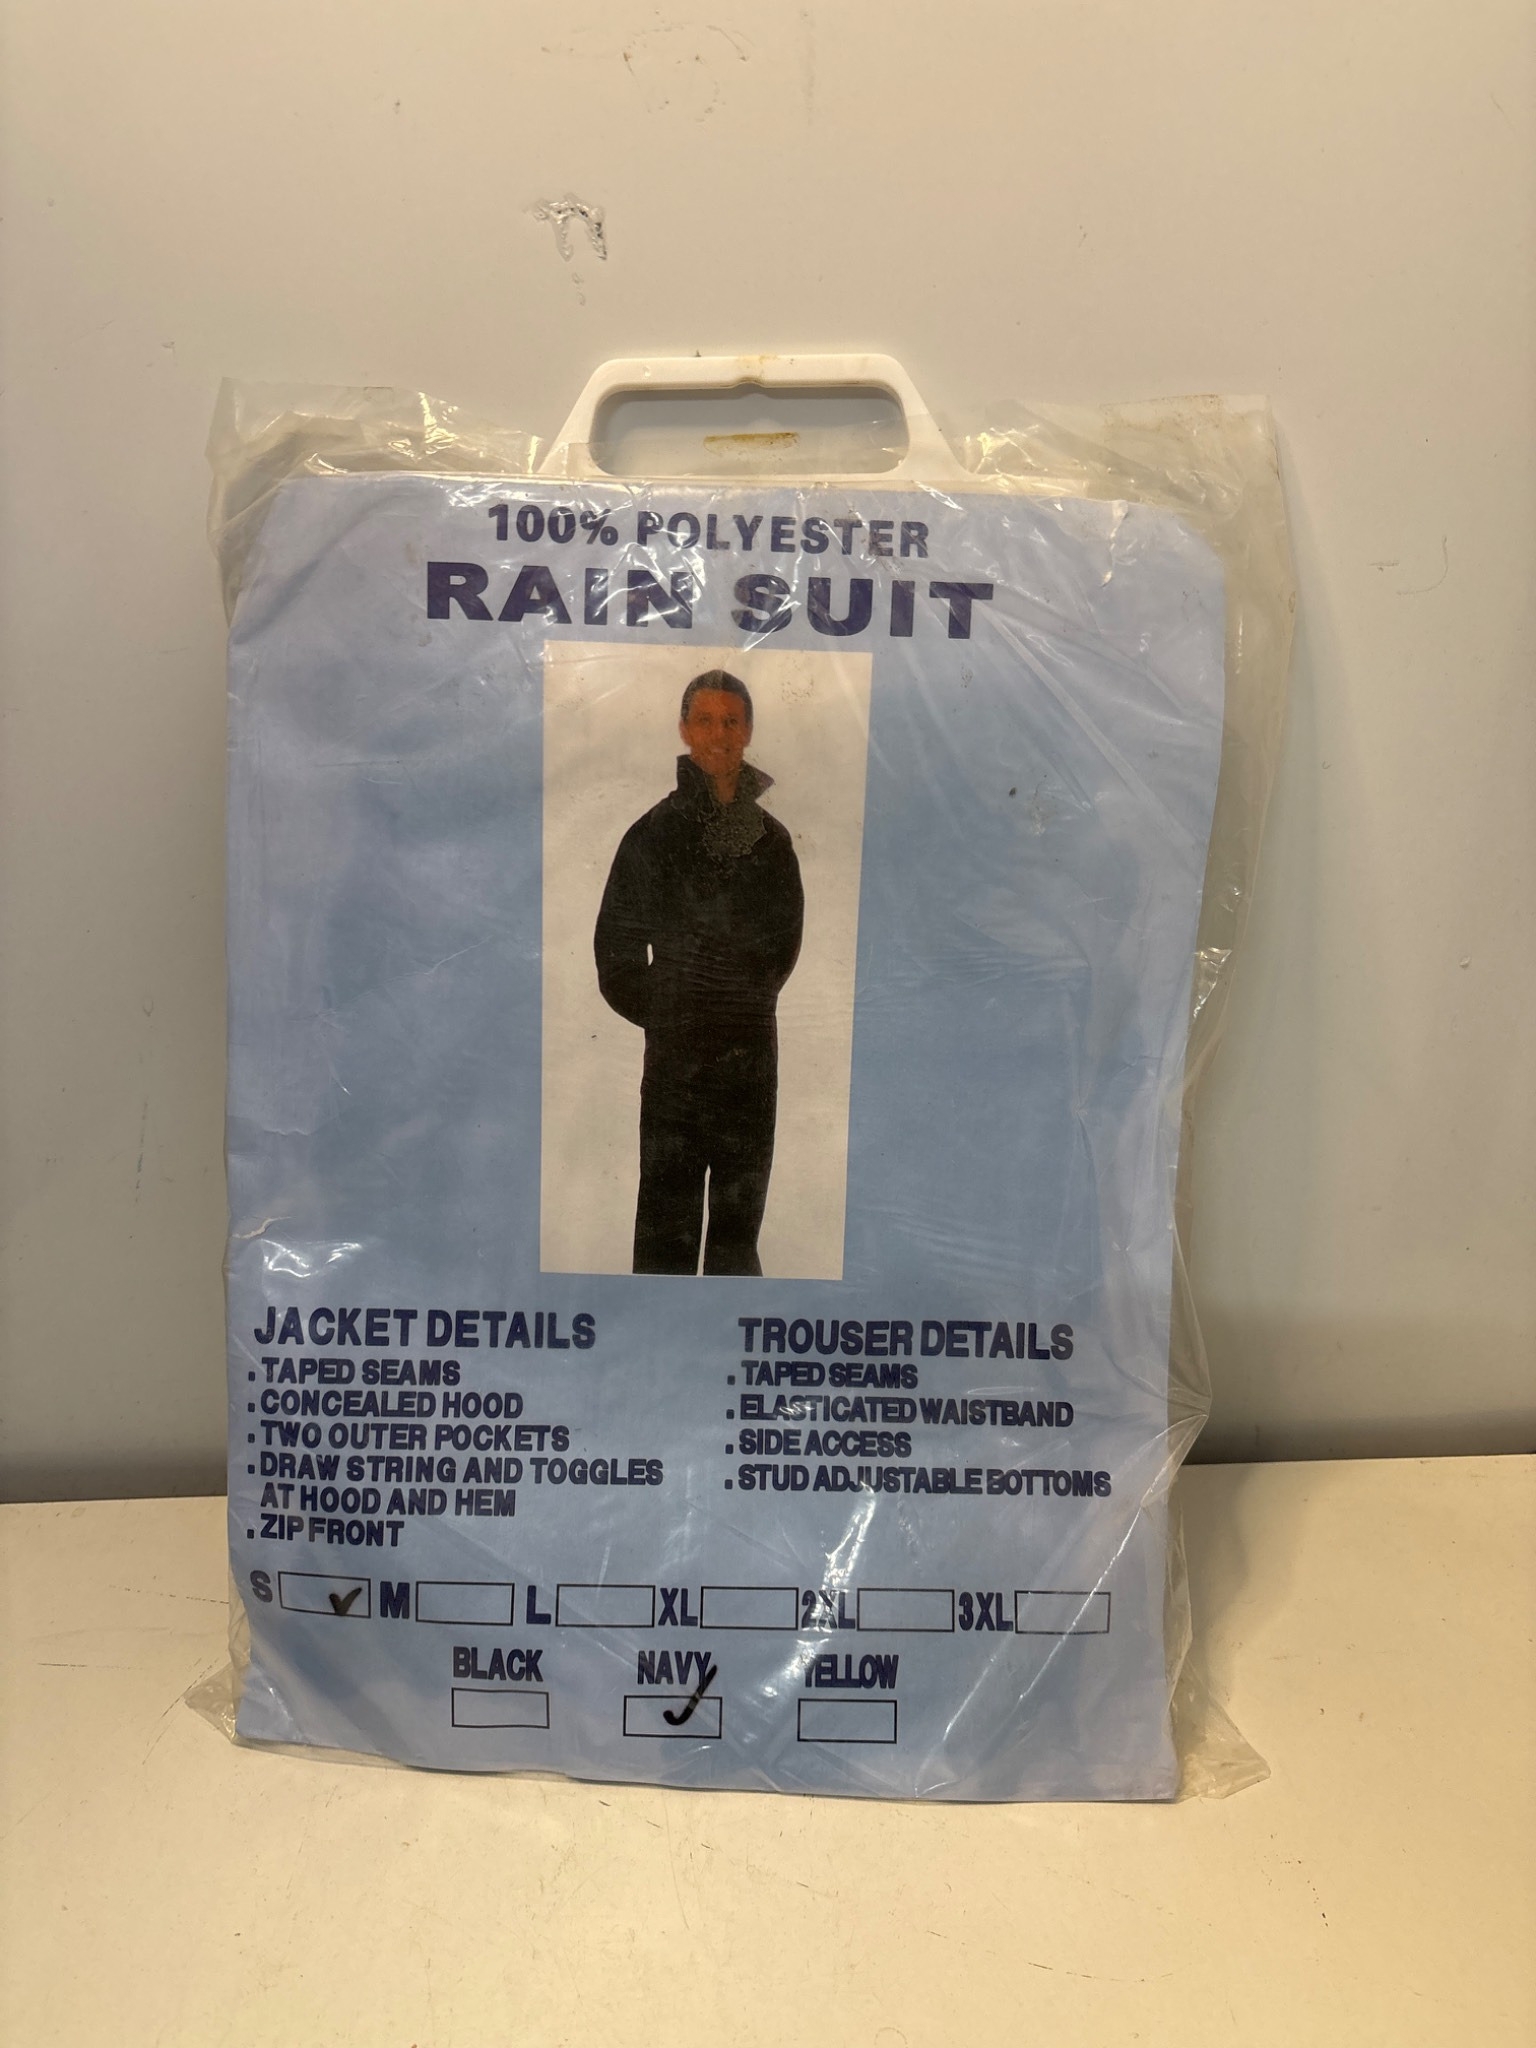 100% POLYESTER
RAIN SUIT
JACKET DETAILS
. TAPED SEAMS
. CONCEALED HOOD
. TWO OUTER POCKETS
. DRAW STRING AND TOGGLES
AT HOOD AND HEM
. ZIP FRONT
TROUSER DETAILS
. TAPED SEAMS
. ELASTICATED WAISTBAND
. SIDE ACCESS
. STUD ADJUSTABLE BOTTOMS
S ✓ M L XL 2XL 3XL
BLACK NAVY YELLOW
✓